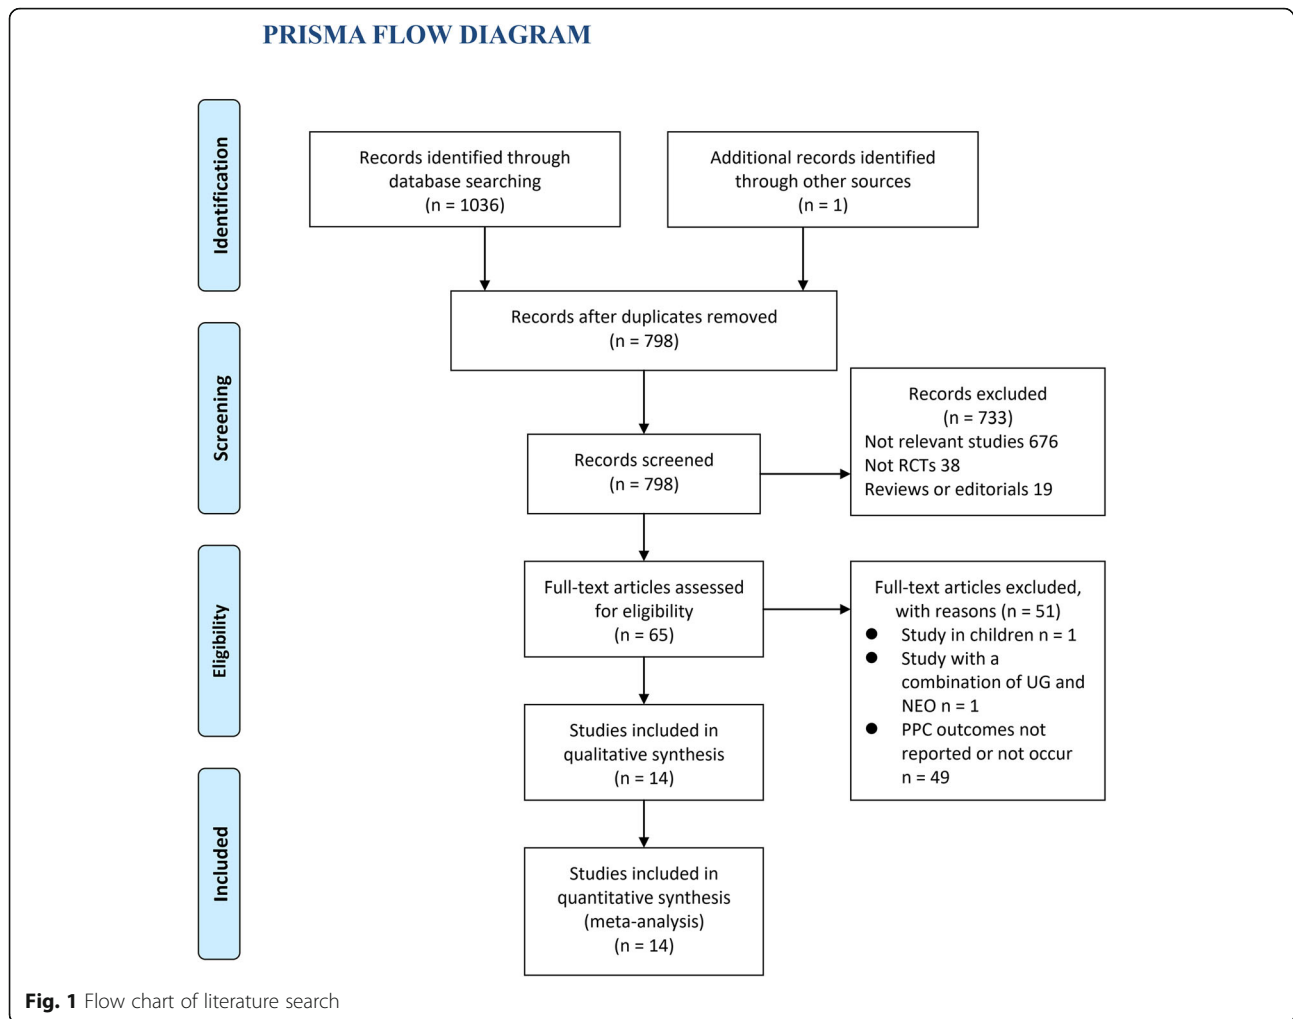 PRISMA FLOW DIAGRAM
Identification
Records identified through
database searching
(n = 1036)
Additional records identified
through other sources
(n = 1)
Records after duplicates removed
(n = 798)
Screening
Records screened
(n = 798)
Records excluded
(n = 733)
Not relevant studies 676
Not RCTs 38
Reviews or editorials 19
Eligibility
Full-text articles assessed
for eligibility
(n = 65)
Full-text articles excluded,
with reasons (n = 51)
● Study in children n = 1
● Study with a
combination of UG and
NEO n = 1
● PPC outcomes not
reported or not occur
n = 49
Studies included in
qualitative synthesis
(n = 14)
Included
Studies included in
quantitative synthesis
(meta-analysis)
(n = 14)
Fig. 1 Flow chart of literature search